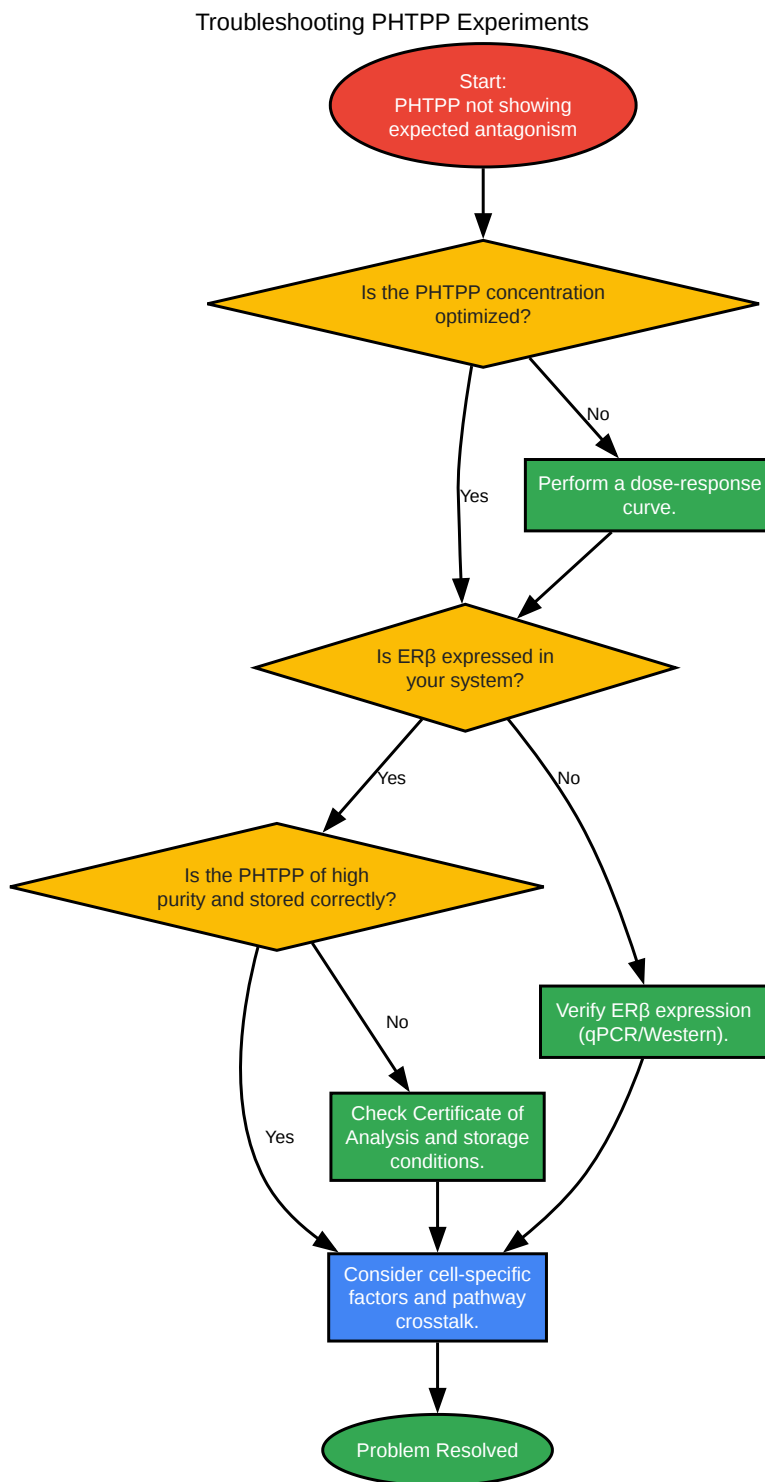 Troubleshooting PHTPP Experiments
Start:
PHTPP not showing
expected antagonism
Is the PHTPP concentration
optimized?
No
Perform a dose-response
curve.
Yes
Is ERβ expressed in
your system?
Yes
No
Is the PHTPP of high
purity and stored correctly?
No
Verify ERβ expression
(qPCR/Western).
Yes
Check Certificate of
Analysis and storage
conditions.
Consider cell-specific
factors and pathway
crosstalk.
Problem Resolved